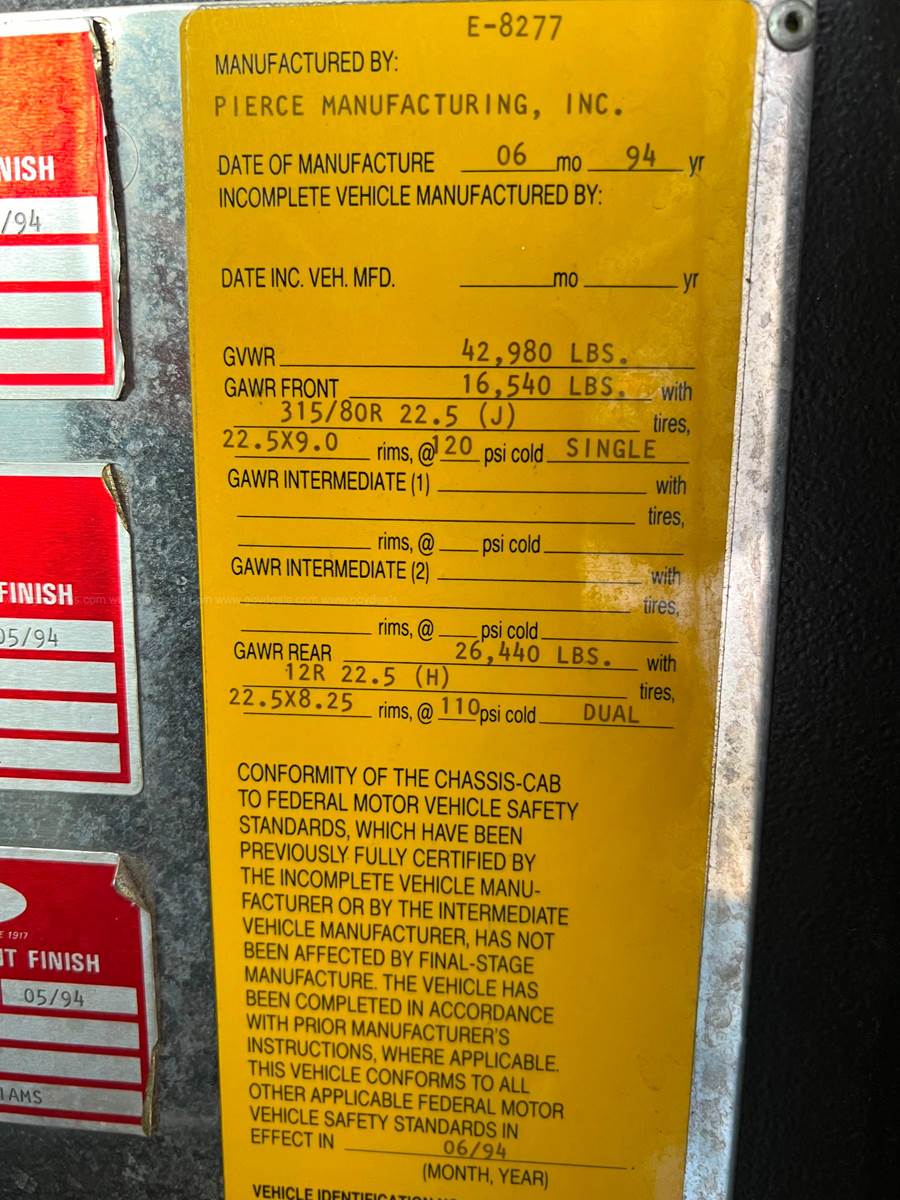 E-8277
MANUFACTURED BY:
PIERCE MANUFACTURING, INC.
DATE OF MANUFACTURE 06 mo 94 yr
INCOMPLETE VEHICLE MANUFACTURED BY:
DATE INC. VEH. MFD. mo yr
GVWR 42,980 LBS.
GAWR FRONT 16,540 LBS. with
315/80R 22.5 (J) tires,
22.5X9.0 rims, @ 120 psi cold SINGLE
GAWR INTERMEDIATE (1) with
tires,
rims, @ psi cold
GAWR INTERMEDIATE (2) with
tires,
rims, @ psi cold
GAWR REAR 26,440 LBS. with
12R 22.5 (H) tires,
22.5X8.25 rims, @ 110 psi cold DUAL
CONFORMITY OF THE CHASSIS-CAB
TO FEDERAL MOTOR VEHICLE SAFETY
STANDARDS, WHICH HAVE BEEN
PREVIOUSLY FULLY CERTIFIED BY
THE INCOMPLETE VEHICLE MANU-
FACTURER OR BY THE INTERMEDIATE
VEHICLE MANUFACTURER, HAS NOT
BEEN AFFECTED BY FINAL-STAGE
MANUFACTURE. THE VEHICLE HAS
BEEN COMPLETED IN ACCORDANCE
WITH PRIOR MANUFACTURER'S
INSTRUCTIONS, WHERE APPLICABLE.
THIS VEHICLE CONFORMS TO ALL
OTHER APPLICABLE FEDERAL MOTOR
VEHICLE SAFETY STANDARDS IN
EFFECT IN 06/94
(MONTH, YEAR)
VEHICLE IDENTIFICATION
NISH
/94
FINISH
05/94
1917
T FINISH
05/94
IAMS